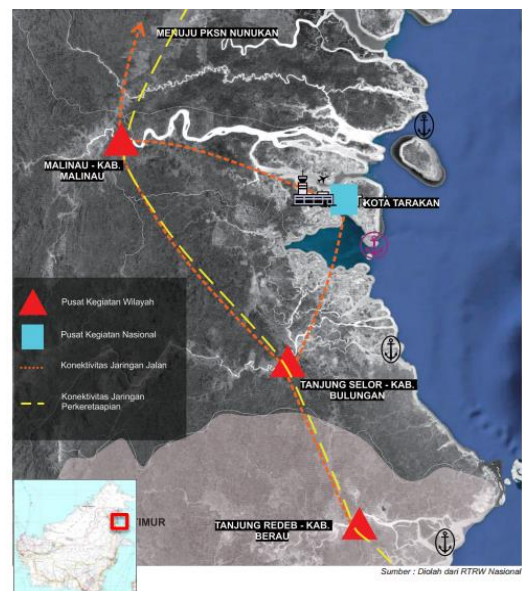 MENUJU PKSN NUNUKAN
MALINAU - KAB.
MALINAU
KOTA TARAKAN
Pusat Kegiatan Wilayah
Pusat Kegiatan Nasional
Konektivitas Jaringan Jalan
Konektivitas Jaringan
Perkeretaapian
TANJUNG SELOR - KAB.
BULUNGAN
TIMUR
TANJUNG REDEB - KAB.
BERAU
Sumber : Diolah dari RTRW Nasional